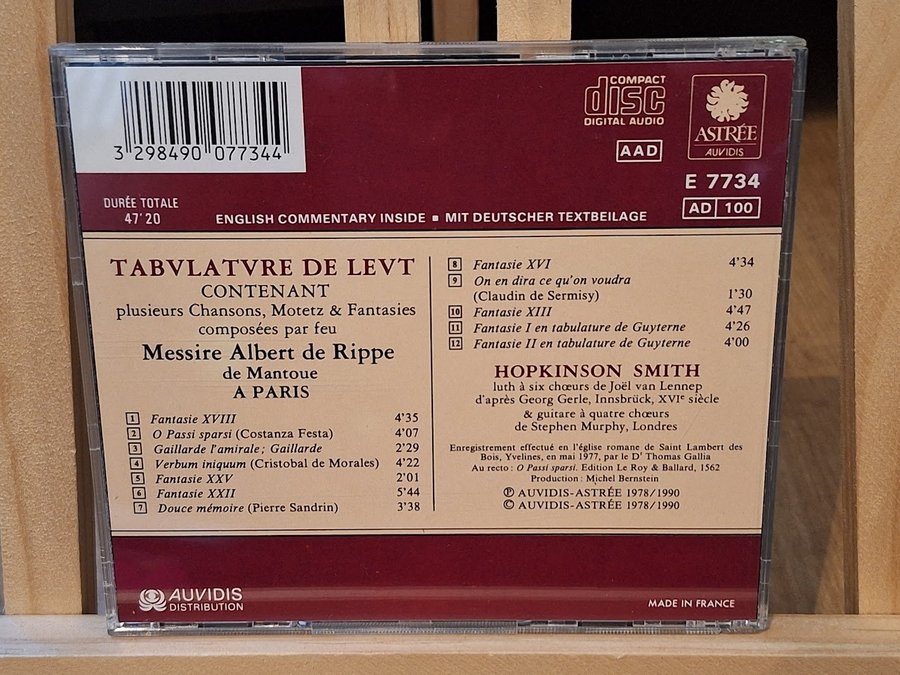 3 298490 077344
DURÉE TOTALE
47'20
COMPACT
disc
DIGITAL AUDIO
AAD
ASTRÉE
AUVIDIS
E 7734
AD 100
ENGLISH COMMENTARY INSIDE ▪ MIT DEUTSCHER TEXTBEILAGE
TABVLATVRE DE LEVT
CONTENANT
plusieurs Chansons, Motetz & Fantasies
composées par feu
Messire Albert de Rippe
de Mantoue
A PARIS
1 Fantasie XVIII 4'35
2 O Passi sparsi (Costanza Festa) 4'07
3 Gaillarde l'amirale ; Gaillarde 2'29
4 Verbum iniquum (Cristobal de Morales) 4'22
5 Fantasie XXV 2'01
6 Fantasie XXII 5'44
7 Douce mémoire (Pierre Sandrin) 3'38
8 Fantasie XVI 4'34
9 On en dira ce qu'on voudra
(Claudin de Sermisy) 1'30
10 Fantasie XIII 4'47
11 Fantasie I en tabulature de Guyterne 4'26
12 Fantasie II en tabulature de Guyterne 4'00
HOPKINSON SMITH
luth à six chœurs de Joël van Lennep
d'après Georg Gerle, Innsbrück, XVIe siècle
& guitare à quatre chœurs
de Stephen Murphy, Londres
Enregistrement effectué en l'église romane de Saint Lambert des
Bois, Yvelines, en mai 1977, par le Dr Thomas Gallia
Au recto : O Passi sparsi. Edition Le Roy & Ballard, 1562
Production : Michel Bernstein
℗ AUVIDIS-ASTRÉE 1978/1990
© AUVIDIS-ASTRÉE 1978/1990
AUVIDIS
DISTRIBUTION
MADE IN FRANCE